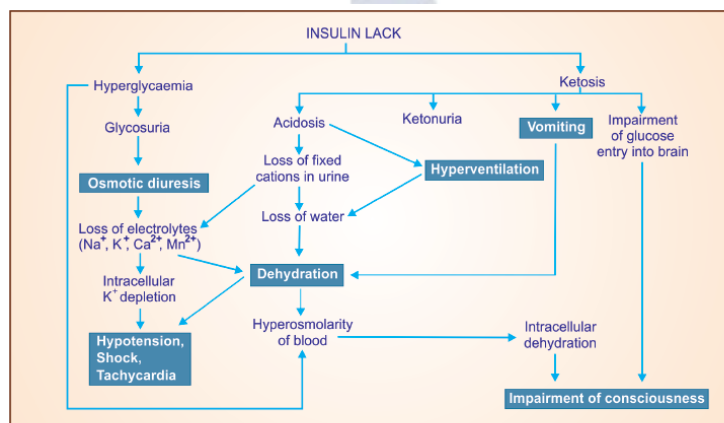 INSULIN LACK
Hyperglycaemia
Ketosis
Glycosuria
Acidosis
Ketonuria
Vomiting
Impairment
of glucose
entry into brain
Osmotic diuresis
Loss of fixed
cations in urine
Hyperventilation
Loss of electrolytes
(Na⁺, K⁺, Ca²⁺, Mn²⁺)
Loss of water
Intracellular
K⁺ depletion
Dehydration
Hypotension,
Shock,
Tachycardia
Hyperosmolarity
of blood
Intracellular
dehydration
Impairment of consciousness